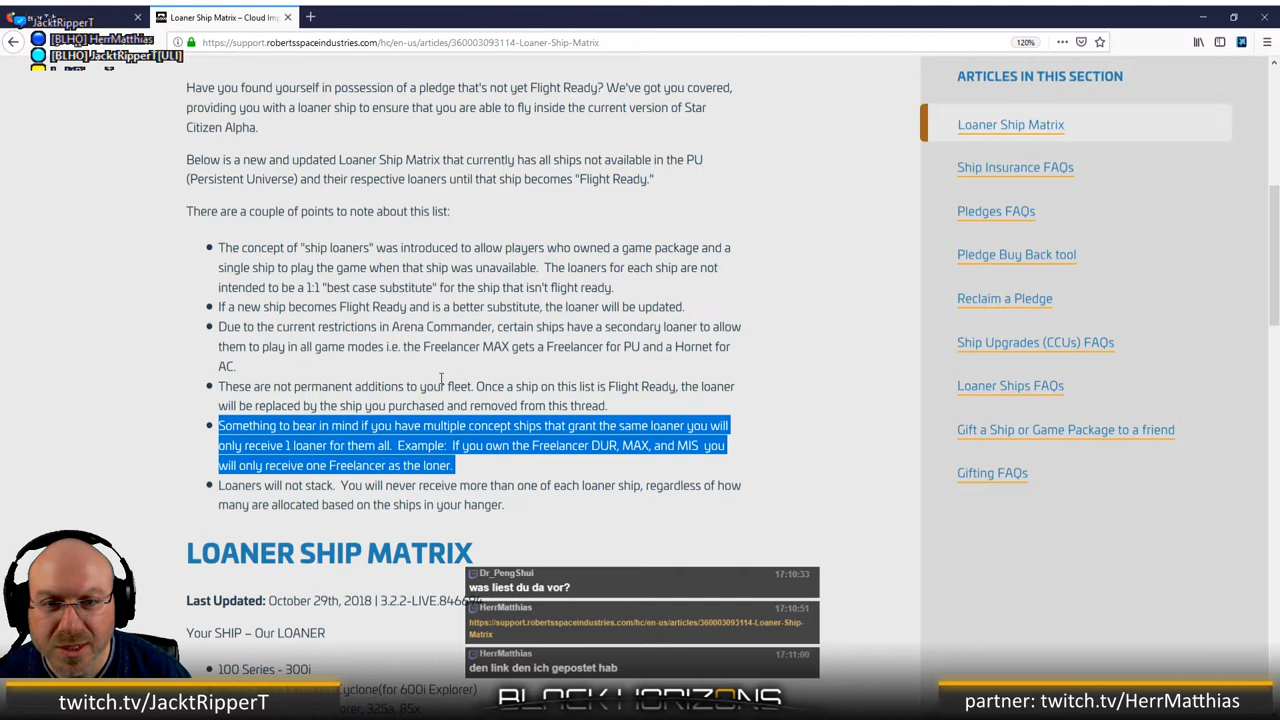 JacktRipperT
[BLHO] HerrMatthias
[BLHO] JacktRipperT[ULI]
Loaner Ship Matrix – Cloud Im
https://support.robertsspaceindustries.com/hc/en-us/articles/360003093114-Loaner-Ship-Matrix
120%
Have you found yourself in possession of a pledge that's not yet Flight Ready? We've got you covered,
providing you with a loaner ship to ensure that you are able to fly inside the current version of Star
Citizen Alpha.
Below is a new and updated Loaner Ship Matrix that currently has all ships not available in the PU
(Persistent Universe) and their respective loaners until that ship becomes "Flight Ready."
There are a couple of points to note about this list:
The concept of "ship loaners" was introduced to allow players who owned a game package and a
single ship to play the game when that ship was unavailable. The loaners for each ship are not
intended to be a 1:1 "best case substitute" for the ship that isn't flight ready.
If a new ship becomes Flight Ready and is a better substitute, the loaner will be updated.
Due to the current restrictions in Arena Commander, certain ships have a secondary loaner to allow
them to play in all game modes i.e. the Freelancer MAX gets a Freelancer for PU and a Hornet for
AC.
These are not permanent additions to your fleet. Once a ship on this list is Flight Ready, the loaner
will be replaced by the ship you purchased and removed from this thread.
Something to bear in mind if you have multiple concept ships that grant the same loaner you will
only receive 1 loaner for them all. Example: If you own the Freelancer DUR, MAX, and MIS you
will only receive one Freelancer as the loner.
Loaners will not stack. You will never receive more than one of each loaner ship, regardless of how
many are allocated based on the ships in your hanger.
LOANER SHIP MATRIX
Last Updated: October 29th, 2018 | 3.2.2-LIVE.846694
Your SHIP – Our LOANER
100 Series - 300i
Cyclone(for 600i Explorer)
orer, 325a, 85x
ARTICLES IN THIS SECTION
Loaner Ship Matrix
Ship Insurance FAQs
Pledges FAQs
Pledge Buy Back tool
Reclaim a Pledge
Ship Upgrades (CCUs) FAQs
Loaner Ships FAQs
Gift a Ship or Game Package to a friend
Gifting FAQs
Dr_PengShui 17:10:33
was liest du da vor?
HerrMatthias 17:10:51
https://support.robertsspaceindustries.com/hc/en-us/articles/360003093114-Loaner-Ship-
Matrix
HerrMatthias 17:11:00
den link den ich gepostet hab
twitch.tv/JacktRipperT
BLACK HORIZONS
partner: twitch.tv/HerrMatthias